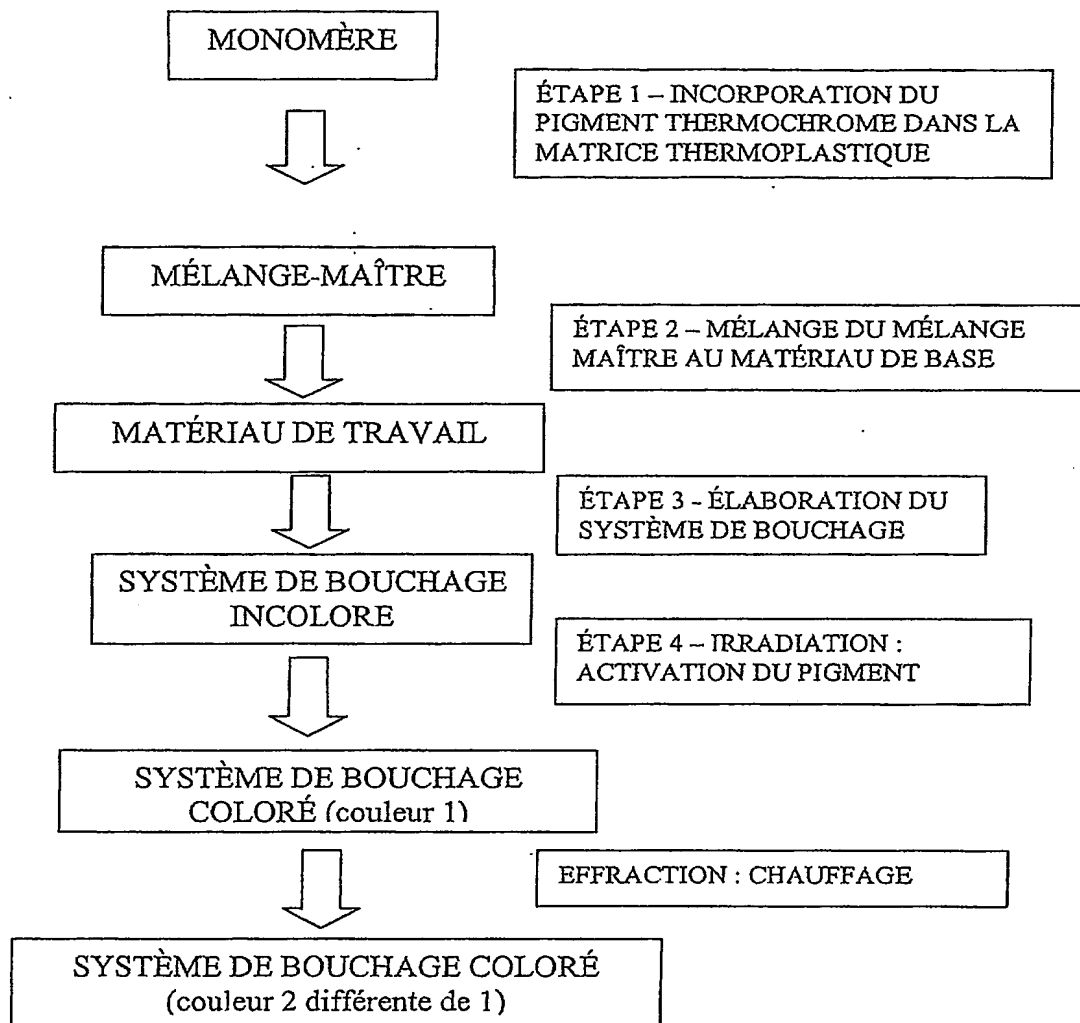 MONOMÈRE
ÉTAPE 1 – INCORPORATION DU
PIGMENT THERMOCHROME DANS LA
MATRICE THERMOPLASTIQUE
MÉLANGE-MAÎTRE
ÉTAPE 2 – MÉLANGE DU MÉLANGE
MAÎTRE AU MATÉRIAU DE BASE
MATÉRIAU DE TRAVAIL
ÉTAPE 3 - ÉLABORATION DU
SYSTÈME DE BOUCHAGE
SYSTÈME DE BOUCHAGE
INCOLORE
ÉTAPE 4 – IRRADIATION :
ACTIVATION DU PIGMENT
SYSTÈME DE BOUCHAGE
COLORÉ (couleur 1)
EFFRACTION : CHAUFFAGE
SYSTÈME DE BOUCHAGE COLORÉ
(couleur 2 différente de 1)